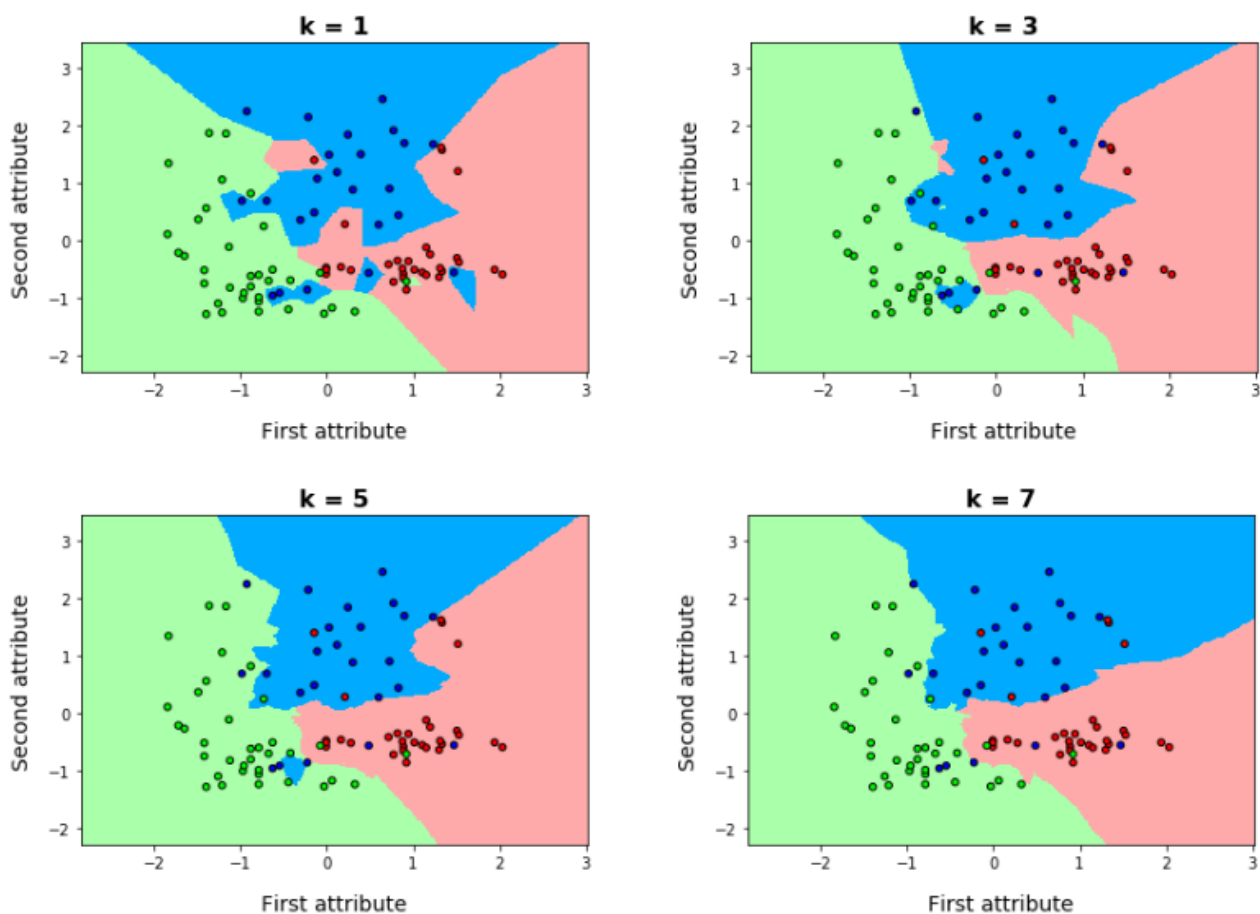 k = 1
3
2
1
0
−1
−2
Second attribute
−2 −1 0 1 2 3
First attribute
k = 3
3
2
1
0
−1
−2
Second attribute
−2 −1 0 1 2 3
First attribute
k = 5
3
2
1
0
−1
−2
Second attribute
−2 −1 0 1 2 3
First attribute
k = 7
3
2
1
0
−1
−2
Second attribute
−2 −1 0 1 2 3
First attribute